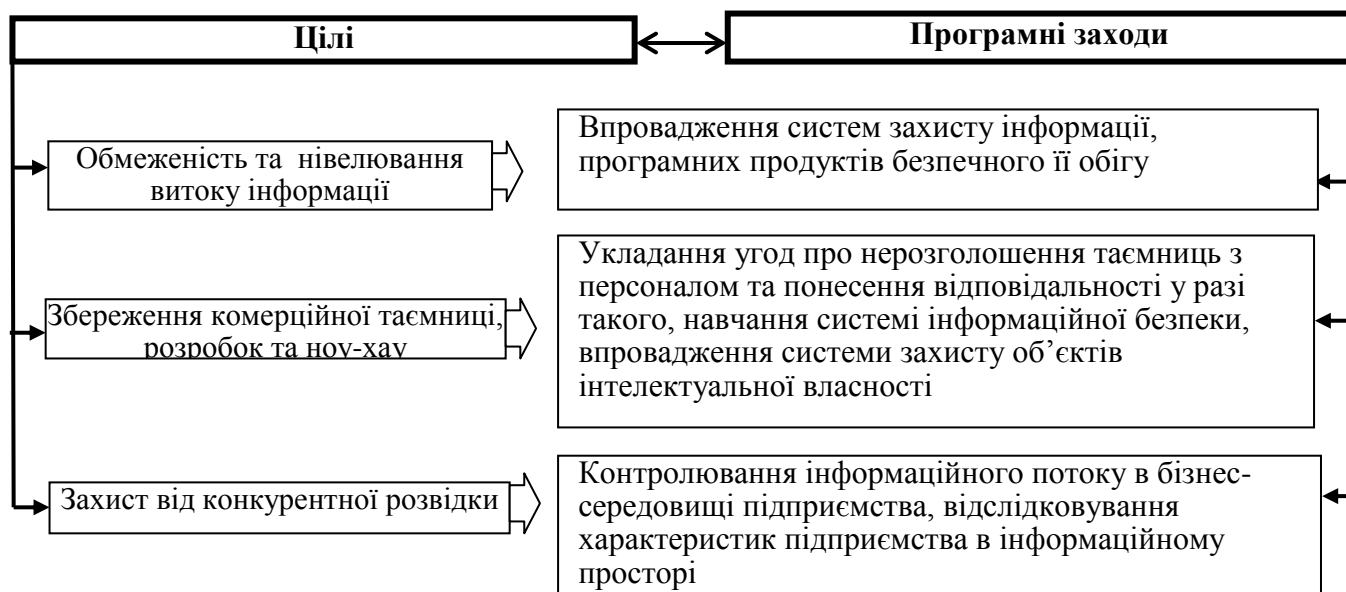 Цілі
Програмні заходи
Обмеженість та нівелювання
витоку інформації
Впровадження систем захисту інформації,
програмних продуктів безпечного її обігу
Збереження комерційної таємниці,
розробок та ноу-хау
Укладання угод про нерозголошення таємниць з
персоналом та понесення відповідальності у разі
такого, навчання системі інформаційної безпеки,
впровадження системи захисту об’єктів
інтелектуальної власності
Захист від конкурентної розвідки
Контролювання інформаційного потоку в бізнес-
середовищі підприємства, відслідковування
характеристик підприємства в інформаційному
просторі